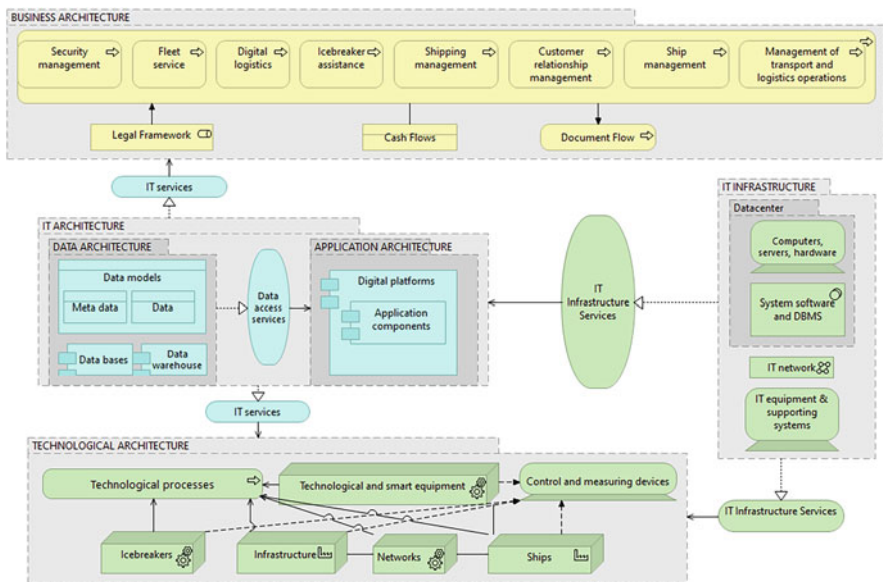 BUSINESS ARCHITECTURE
Security
management
Fleet
service
Digital
logistics
Icebreaker
assistance
Shipping
management
Customer
relationship
management
Ship
management
Management of
transport and
logistics operations
Legal Framework
Cash Flows
Document Flow
IT services
IT ARCHITECTURE
DATA ARCHITECTURE
Data models
Meta data
Data
Data bases
Data
warehouse
Data
access
services
APPLICATION ARCHITECTURE
Digital platforms
Application
components
IT
Infrastructure
Services
IT INFRASTRUCTURE
Datacenter
Computers,
servers, hardware
System software
and DBMS
IT network
IT equipment &
supporting
systems
IT services
TECHNOLOGICAL ARCHITECTURE
Technological processes
Technological and smart equipment
Control and measuring devices
IT Infrastructure Services
Icebreakers
Infrastructure
Networks
Ships